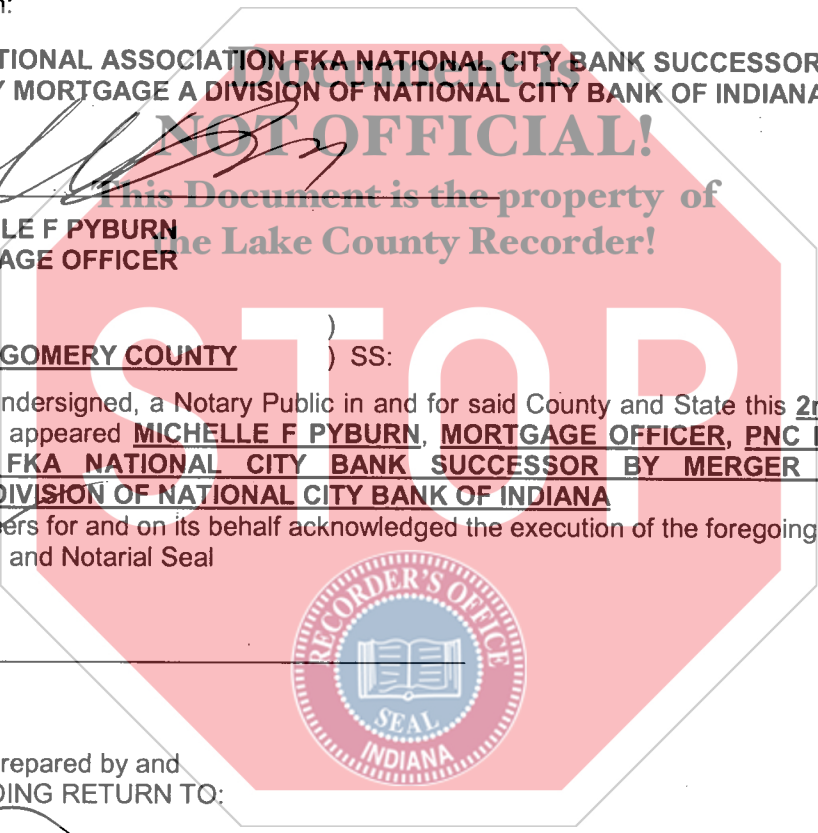 TIONAL ASSOCIATION FKA NATIONAL CITY BANK SUCCESSOR
Y MORTGAGE A DIVISION OF NATIONAL CITY BANK OF INDIANA
Document is
NOT OFFICIAL!
This Document is the property of
the Lake County Recorder!
LE F PYBURN
AGE OFFICER
STOP
)
GOMERY COUNTY ) SS:
ndersigned, a Notary Public in and for said County and State this 2n
appeared MICHELLE F PYBURN, MORTGAGE OFFICER, PNC
FKA NATIONAL CITY BANK SUCCESSOR BY MERGER
DIVISION OF NATIONAL CITY BANK OF INDIANA
ers for and on its behalf acknowledged the execution of the foregoing
and Notarial Seal
RECORDER'S OFFICE
SEAL
INDIANA
repared by and
DING RETURN TO: